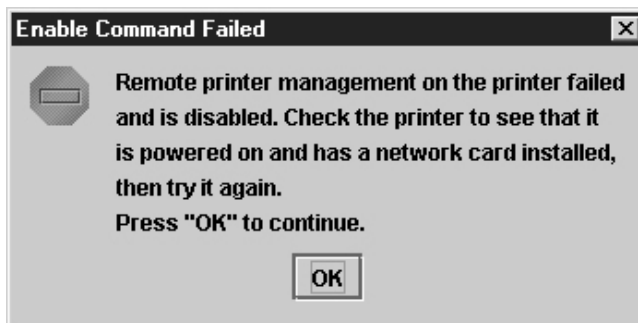 Enable Command Failed
Remote printer management on the printer failed
and is disabled. Check the printer to see that it
is powered on and has a network card installed,
then try it again.
Press "OK" to continue.
OK